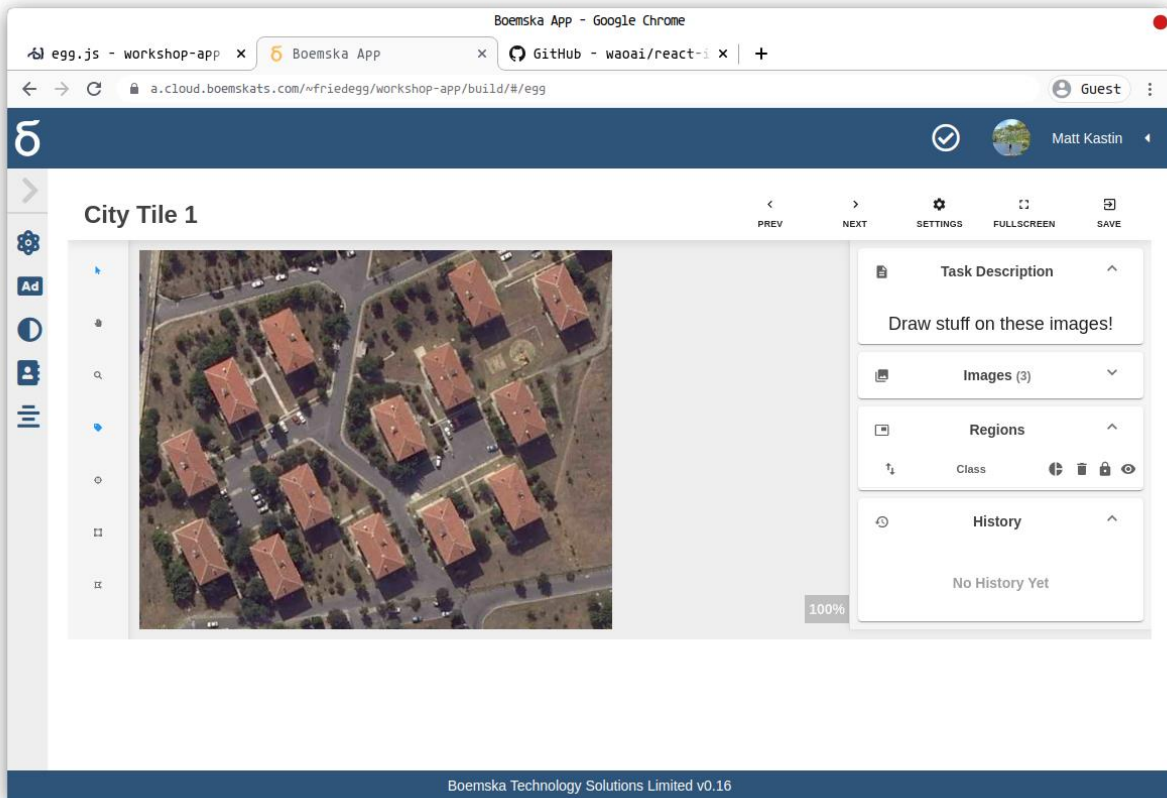 Boemska App - Google Chrome
egg.js - workshop-app
Boemska App
GitHub - waoai/react-i
a.cloud.boemskats.com/~friedegg/workshop-app/build/#/egg
Guest
Matt Kastin
City Tile 1
PREV
NEXT
SETTINGS
FULLSCREEN
SAVE
Ad
Task Description
Draw stuff on these images!
Images (3)
Regions
Class
History
No History Yet
100%
Boemska Technology Solutions Limited v0.16